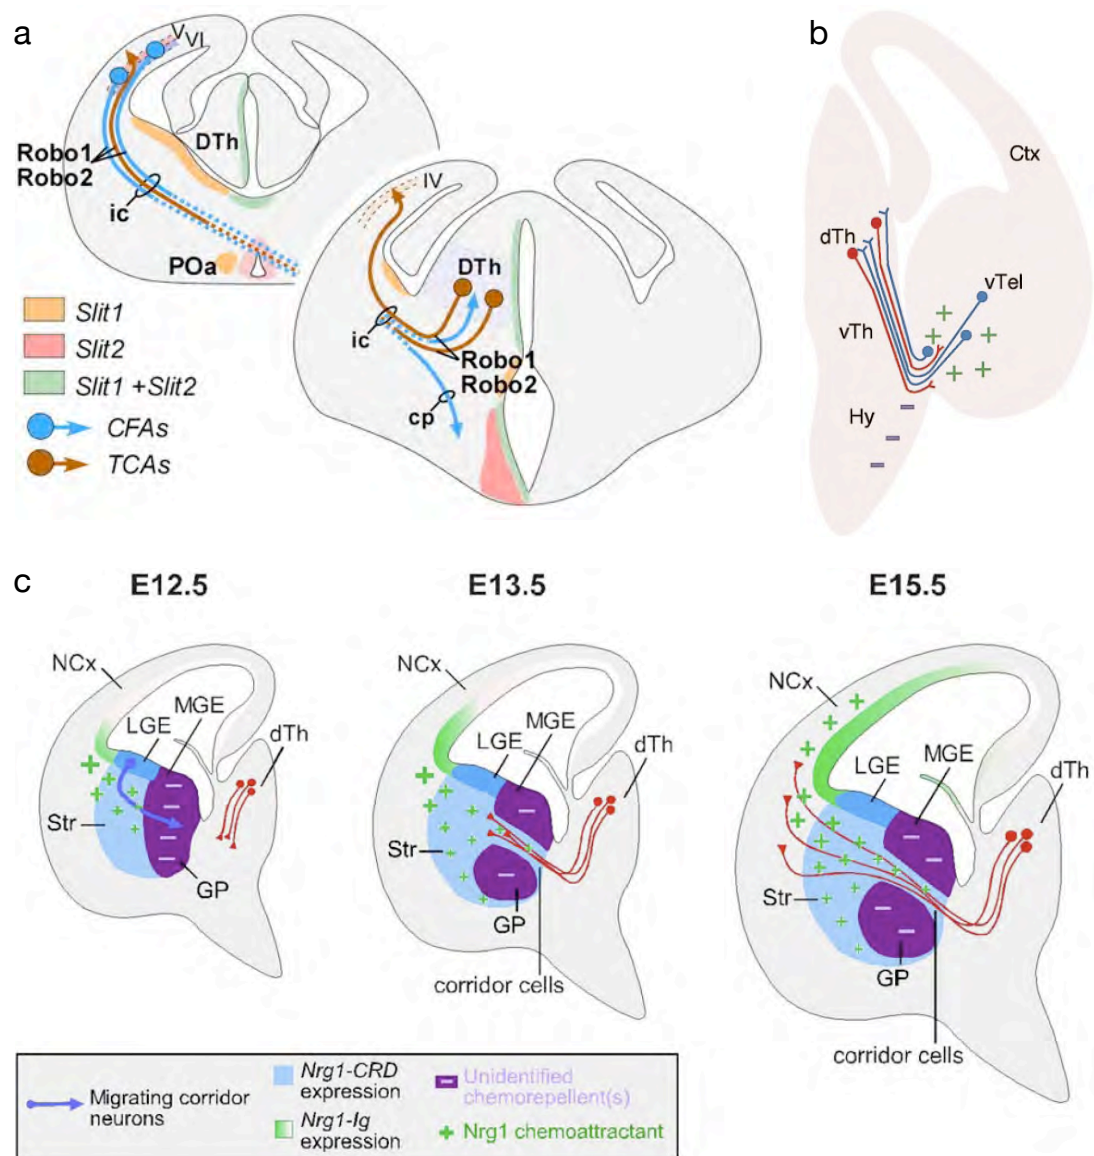 a
V
VI
DTh
Robo1
Robo2
ic
POa
Slit1
Slit2
Slit1 +Slit2
CFAs
TCAs
IV
DTh
ic
Robo1
Robo2
cp
b
Ctx
dTh
vTel
vTh
Hy
c
E12.5
E13.5
E15.5
NCx
LGE
MGE
dTh
Str
GP
NCx
LGE
MGE
dTh
Str
GP
corridor cells
NCx
LGE
MGE
dTh
Str
GP
corridor cells
Migrating corridor
neurons
Nrg1-CRD
expression
Nrg1-Ig
expression
Unidentified
chemorepellent(s)
Nrg1 chemoattractant